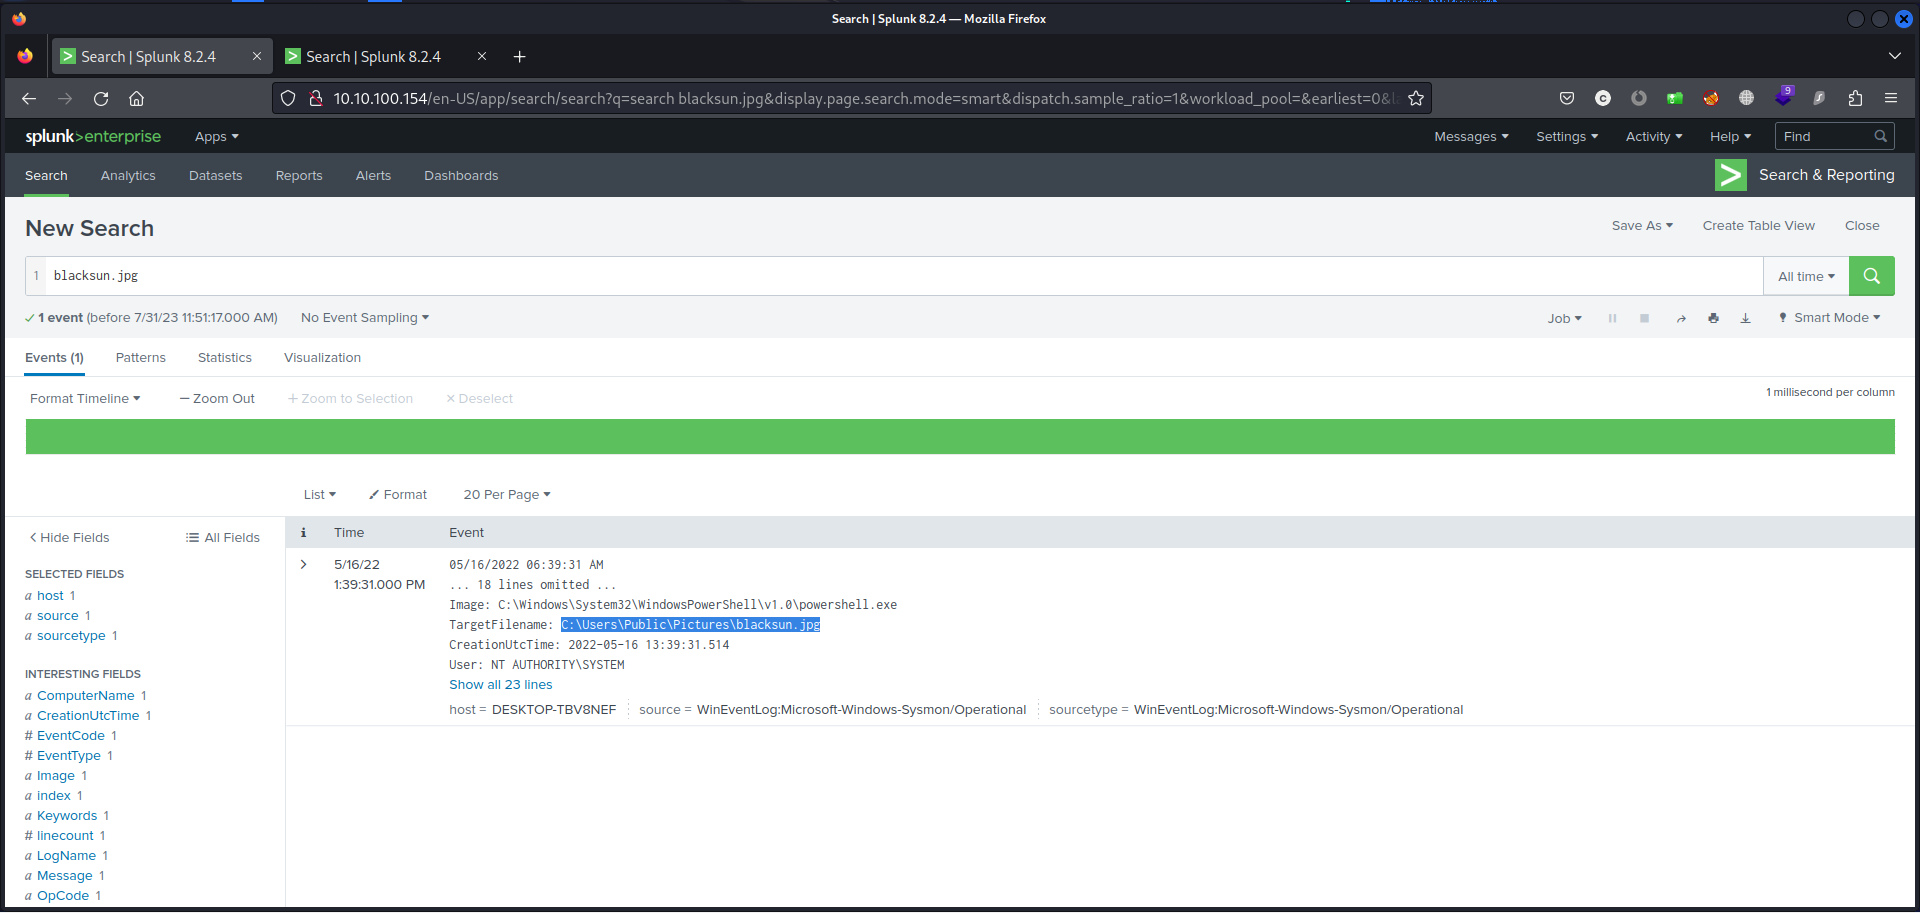 Search | Splunk 8.2.4 — Mozilla Firefox
Search | Splunk 8.2.4
Search | Splunk 8.2.4
10.10.100.154/en-US/app/search/search?q=search blacksun.jpg&display.page.search.mode=smart&dispatch.sample_ratio=1&workload_pool=&earliest=0&
9
splunk>enterprise Apps Messages Settings Activity Help Find
Search Analytics Datasets Reports Alerts Dashboards Search & Reporting
New Search
Save As Create Table View Close
1 blacksun.jpg All time
1 event (before 7/31/23 11:51:17.000 AM) No Event Sampling Job Smart Mode
Events (1) Patterns Statistics Visualization
Format Timeline — Zoom Out + Zoom to Selection × Deselect 1 millisecond per column
List Format 20 Per Page
Hide Fields All Fields
SELECTED FIELDS
a host 1
a source 1
a sourcetype 1
INTERESTING FIELDS
a ComputerName 1
a CreationUtcTime 1
# EventCode 1
# EventType 1
a Image 1
a index 1
a Keywords 1
# linecount 1
a LogName 1
a Message 1
a OpCode 1
i Time Event
5/16/22
1:39:31.000 PM
05/16/2022 06:39:31 AM
... 18 lines omitted ...
Image: C:\Windows\System32\WindowsPowerShell\v1.0\powershell.exe
TargetFilename: C:\Users\Public\Pictures\blacksun.jpg
CreationUtcTime: 2022-05-16 13:39:31.514
User: NT AUTHORITY\SYSTEM
Show all 23 lines
host = DESKTOP-TBV8NEF source = WinEventLog:Microsoft-Windows-Sysmon/Operational sourcetype = WinEventLog:Microsoft-Windows-Sysmon/Operational